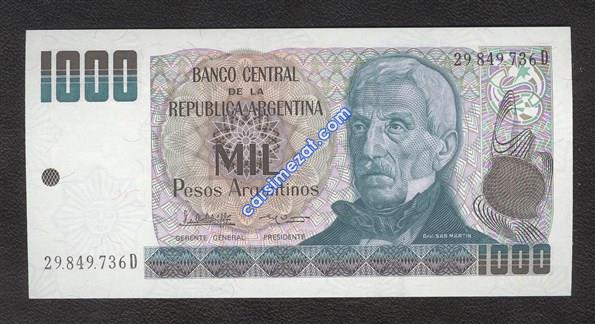 1000
29.849.736D
BANCO CENTRAL
DE LA
REPUBLICA ARGENTINA
MIL
Pesos Argentinos
GERENTE GENERAL PRESIDENTE
Gral. SAN MARTIN
29.849.736D
1000
carsimezat.com